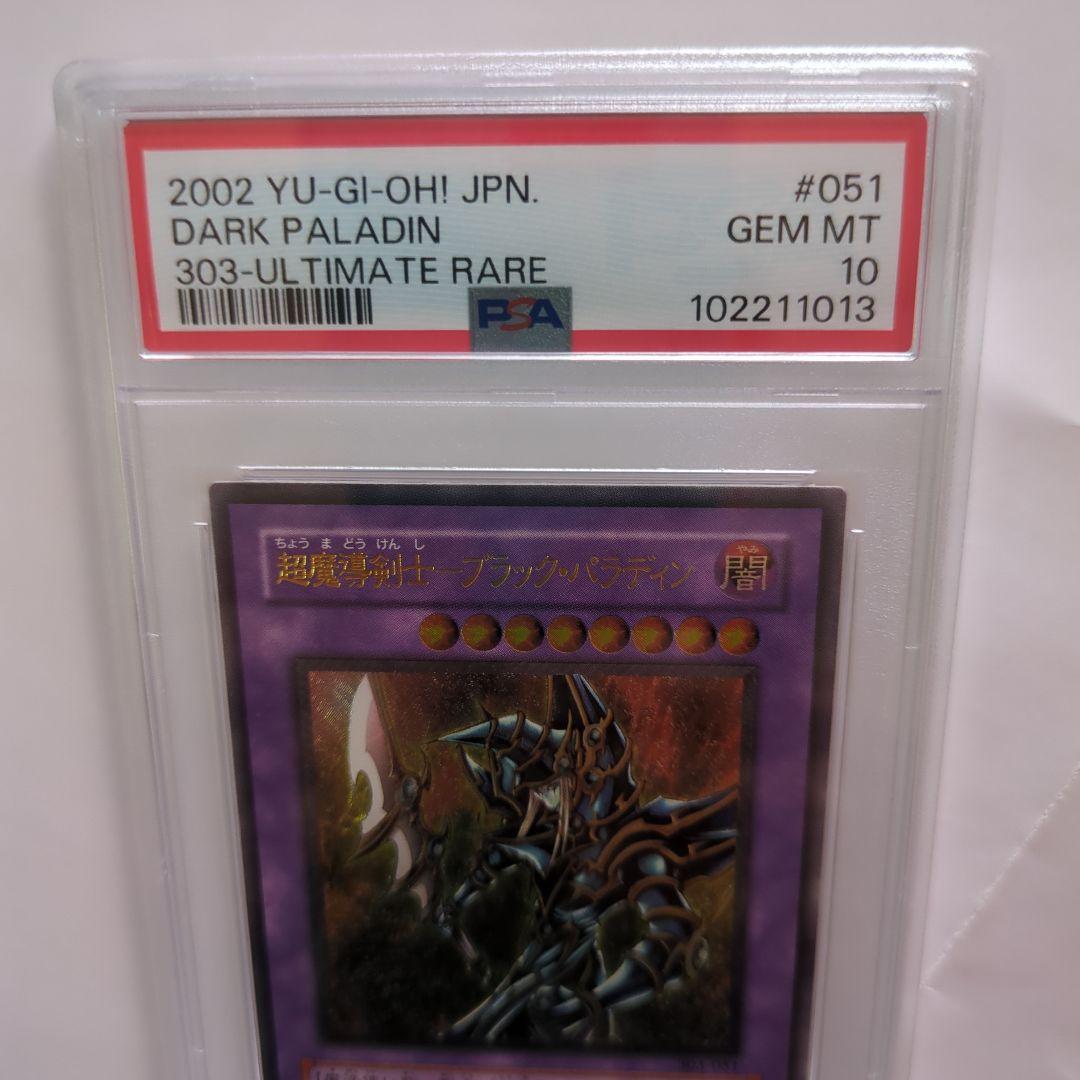 2002 YU-GI-OH! JPN. #051
DARK PALADIN GEM MT
303-ULTIMATE RARE 10
PSA 102211013
ちょう ま どう けん し
超魔導剣士－ブラック・パラディン
やみ
闇
303-051